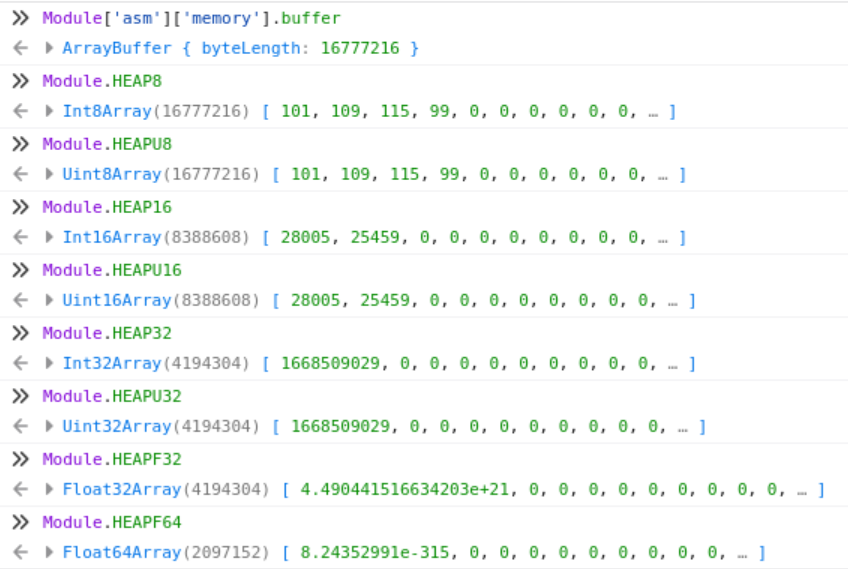 Module['asm']['memory'].buffer
ArrayBuffer { byteLength: 16777216 }
Module.HEAP8
Int8Array(16777216) [ 101, 109, 115, 99, 0, 0, 0, 0, 0, 0, … ]
Module.HEAPU8
Uint8Array(16777216) [ 101, 109, 115, 99, 0, 0, 0, 0, 0, 0, … ]
Module.HEAP16
Int16Array(8388608) [ 28005, 25459, 0, 0, 0, 0, 0, 0, 0, 0, … ]
Module.HEAPU16
Uint16Array(8388608) [ 28005, 25459, 0, 0, 0, 0, 0, 0, 0, 0, … ]
Module.HEAP32
Int32Array(4194304) [ 1668509029, 0, 0, 0, 0, 0, 0, 0, 0, 0, … ]
Module.HEAPU32
Uint32Array(4194304) [ 1668509029, 0, 0, 0, 0, 0, 0, 0, 0, 0, … ]
Module.HEAPF32
Float32Array(4194304) [ 4.490441516634203e+21, 0, 0, 0, 0, 0, 0, 0, 0, 0, … ]
Module.HEAPF64
Float64Array(2097152) [ 8.24352991e-315, 0, 0, 0, 0, 0, 0, 0, 0, 0, … ]